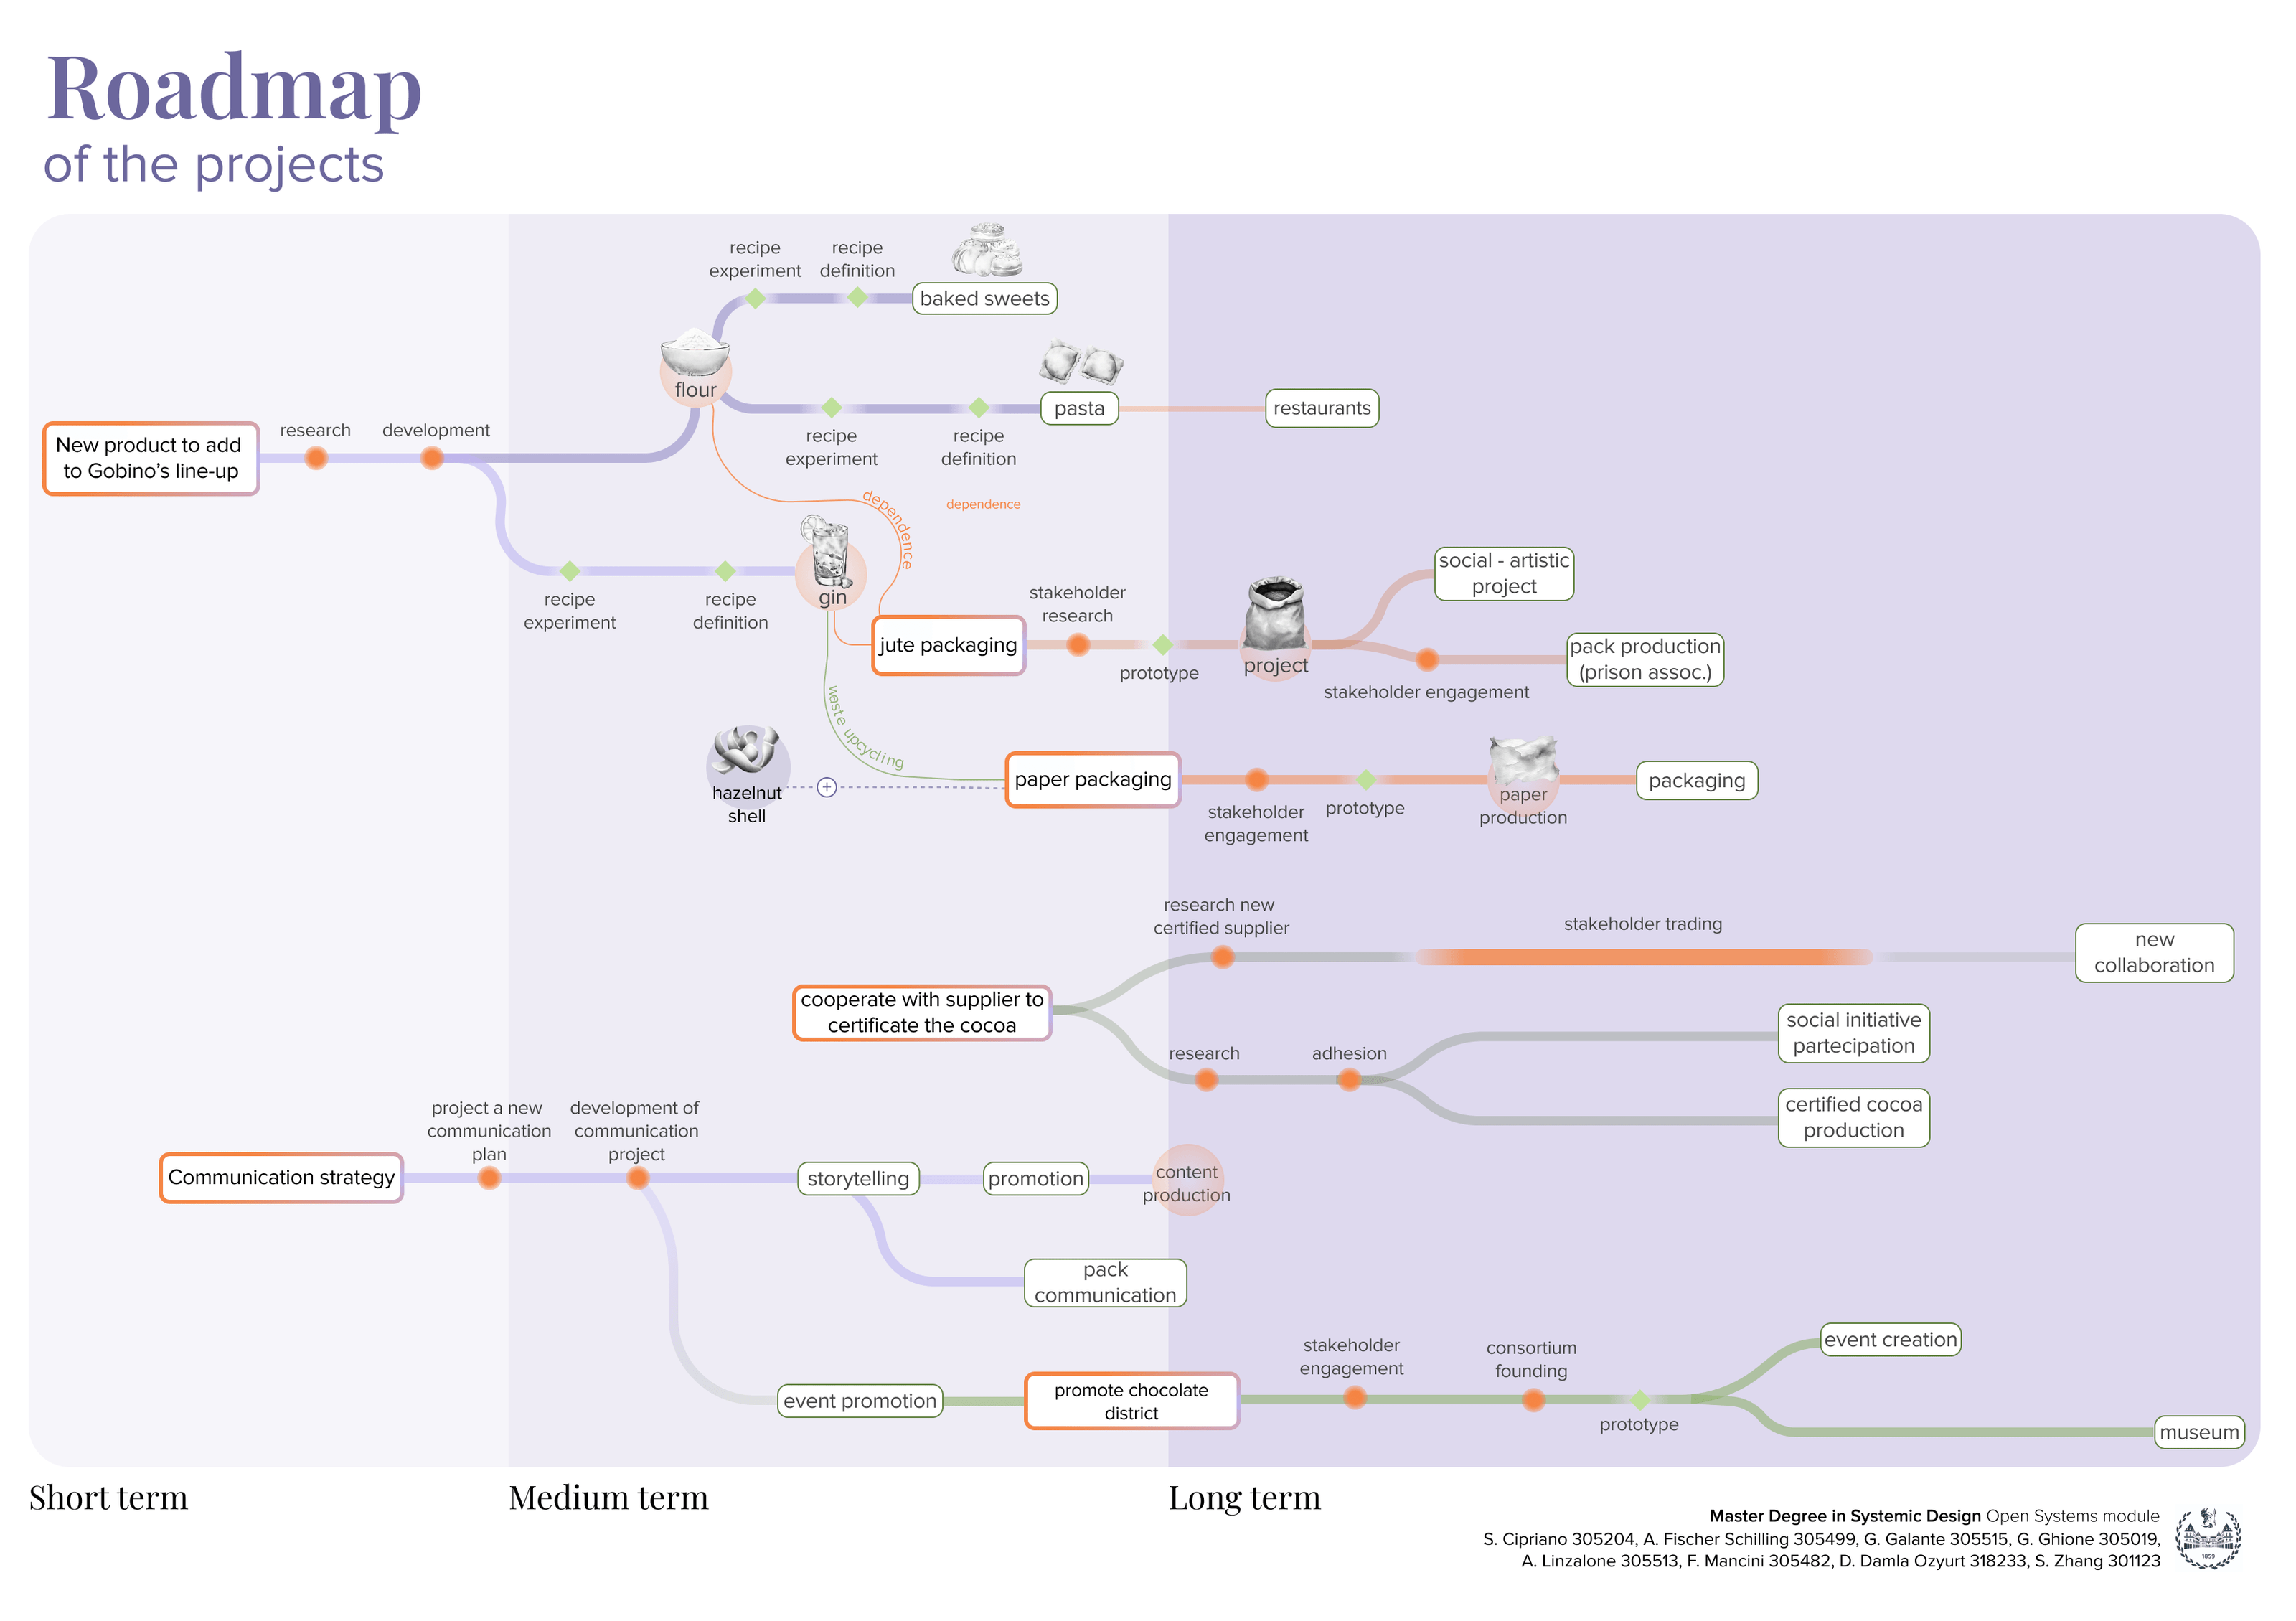 Roadmap
of the projects
recipe
experiment
recipe
definition
baked sweets
flour
pasta
restaurants
recipe
experiment
recipe
definition
New product to add
to Gobino’s line-up
research
development
dependence
dependence
gin
recipe
experiment
recipe
definition
jute packaging
stakeholder
research
prototype
project
social - artistic
project
pack production
(prison assoc.)
stakeholder engagement
waste upcycling
hazelnut
shell
+
paper packaging
stakeholder
engagement
prototype
paper
production
packaging
research new
certified supplier
stakeholder trading
new
collaboration
cooperate with supplier to
certificate the cocoa
research
adhesion
social initiative
partecipation
certified cocoa
production
Communication strategy
project a new
communication
plan
development of
communication
project
storytelling
promotion
content
production
pack
communication
event promotion
promote chocolate
district
stakeholder
engagement
consortium
founding
prototype
event creation
museum
Short term
Medium term
Long term
Master Degree in Systemic Design Open Systems module
S. Cipriano 305204, A. Fischer Schilling 305499, G. Galante 305515, G. Ghione 305019,
A. Linzalone 305513, F. Mancini 305482, D. Damla Ozyurt 318233, S. Zhang 301123
1859